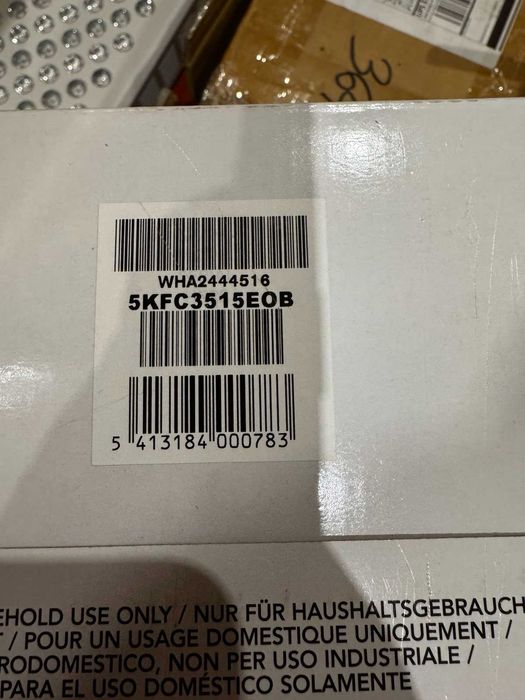 WHA2444516
5KFC3515EOB
5 413184 000783
EHOLD USE ONLY / NUR FÜR HAUSHALTSGEBRAUCH
T / POUR UN USAGE DOMESTIQUE UNIQUEMENT /
RODOMESTICO, NON PER USO INDUSTRIALE /
PARA EL USO DOMÉSTICO SOLAMENTE